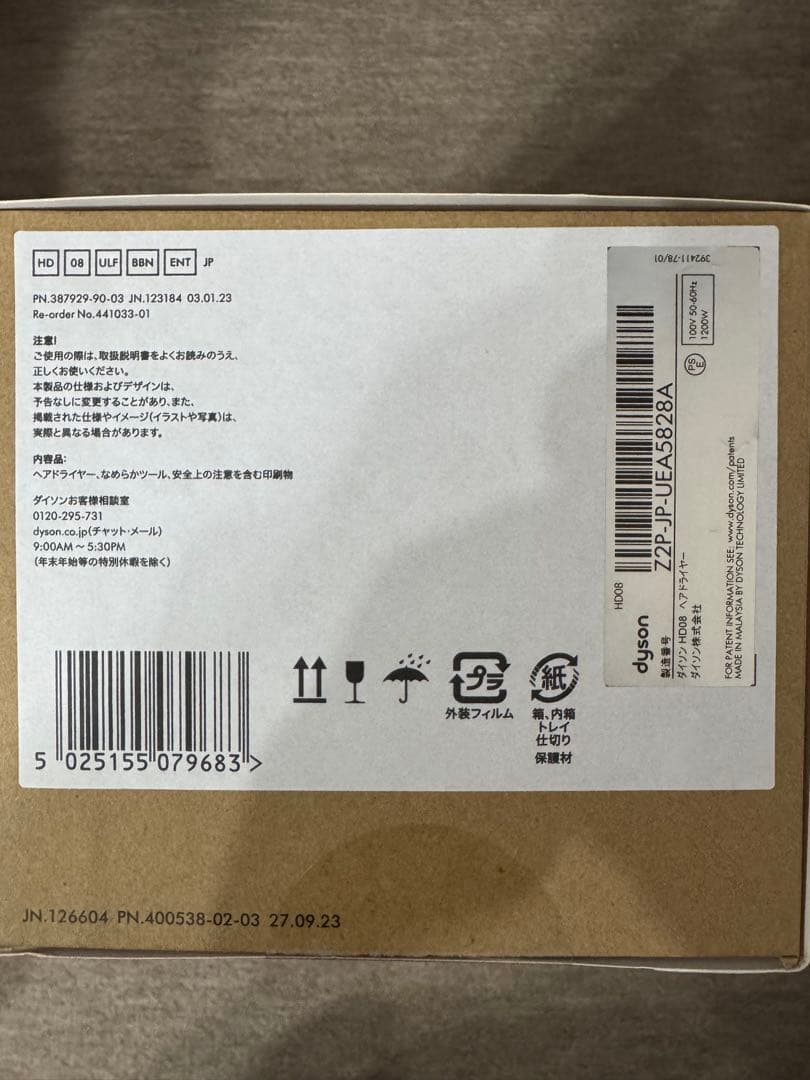 HD 08 ULF BBN ENT JP
PN.387929-90-03 JN.123184 03.01.23
Re-order No.441033-01
注意!
ご使用の際は、取扱説明書をよくお読みのうえ、
正しくお使いください。
本製品の仕様およびデザインは、
予告なしに変更することがあり、また、
掲載された仕様やイメージ(イラストや写真)は、
実際と異なる場合があります。
内容品:
ヘアドライヤー、なめらかツール、安全上の注意を含む印刷物
ダイソンお客様相談室
0120-295-731
dyson.co.jp(チャット・メール)
9:00AM～5:30PM
(年末年始等の特別休暇を除く)
5 025155 079683 >
プラ
外装フィルム
紙
箱、内箱
トレイ
仕切り
保護材
392411-78/01
HD08
Z2P-JP-UEA5828A
dyson
製造番号
ダイソン HD08 ヘアドライヤー
ダイソン株式会社
PS
E
100V 50-60Hz
1200W
FOR PATENT INFORMATION SEE: www.dyson.com/patents
MADE IN MALAYSIA BY DYSON TECHNOLOGY LIMITED
JN.126604 PN.400538-02-03 27.09.23